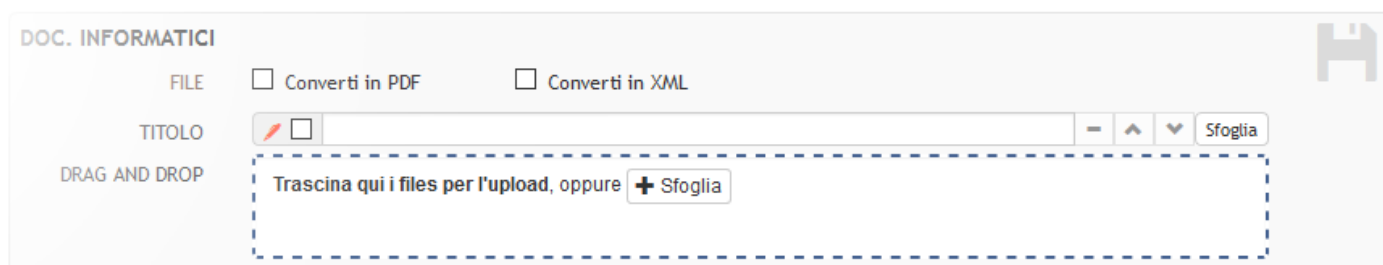 DOC. INFORMATICI
FILE Converti in PDF Converti in XML
TITOLO Sfoglia
DRAG AND DROP Trascina qui i files per l'upload, oppure + Sfoglia